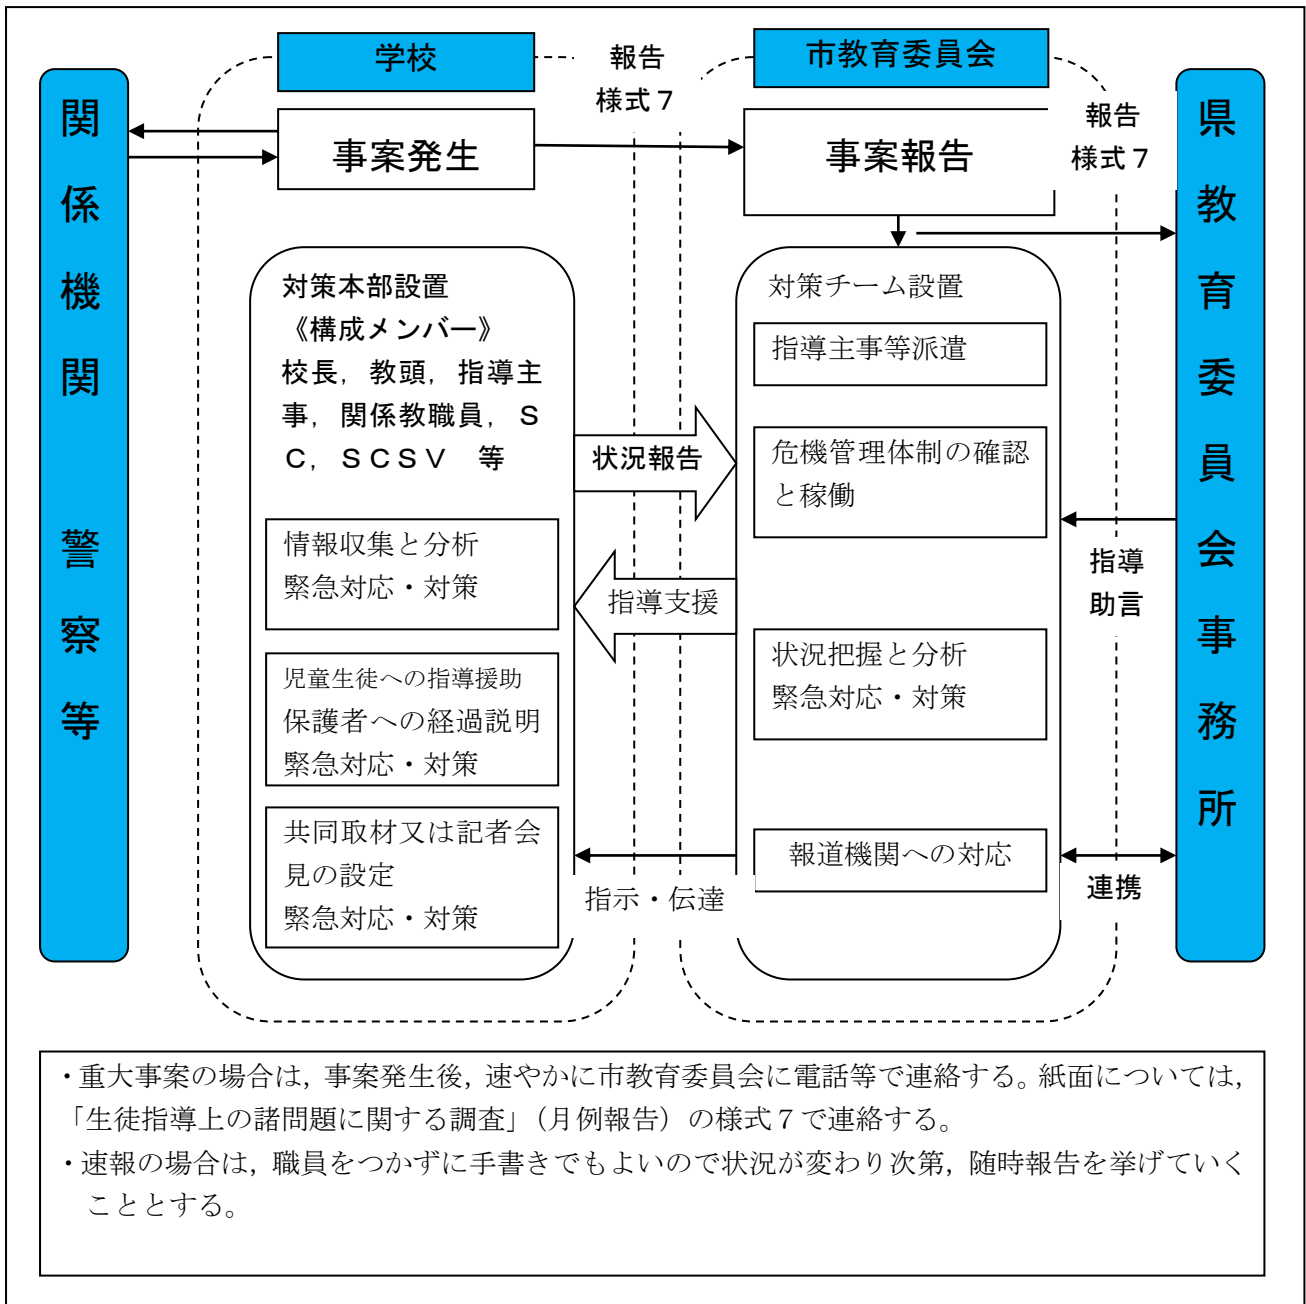 学校
報告
様式７
市教育委員会
報告
様式７
関係機関　警察等
事案発生
事案報告
県教育委員会事務所
対策本部設置
《構成メンバー》
校長，教頭，指導主
事，関係教職員，Ｓ
Ｃ，ＳＣＳＶ　等
情報収集と分析
緊急対応・対策
児童生徒への指導援助
保護者への経過説明
緊急対応・対策
共同取材又は記者会
見の設定
緊急対応・対策
状況報告
指導支援
指示・伝達
対策チーム設置
指導主事等派遣
危機管理体制の確認
と稼働
状況把握と分析
緊急対応・対策
報道機関への対応
指導
助言
連携
・重大事案の場合は，事案発生後，速やかに市教育委員会に電話等で連絡する。紙面については，
「生徒指導上の諸問題に関する調査」（月例報告）の様式７で連絡する。
・速報の場合は，職員をつかずに手書きでもよいので状況が変わり次第，随時報告を挙げていく
こととする。